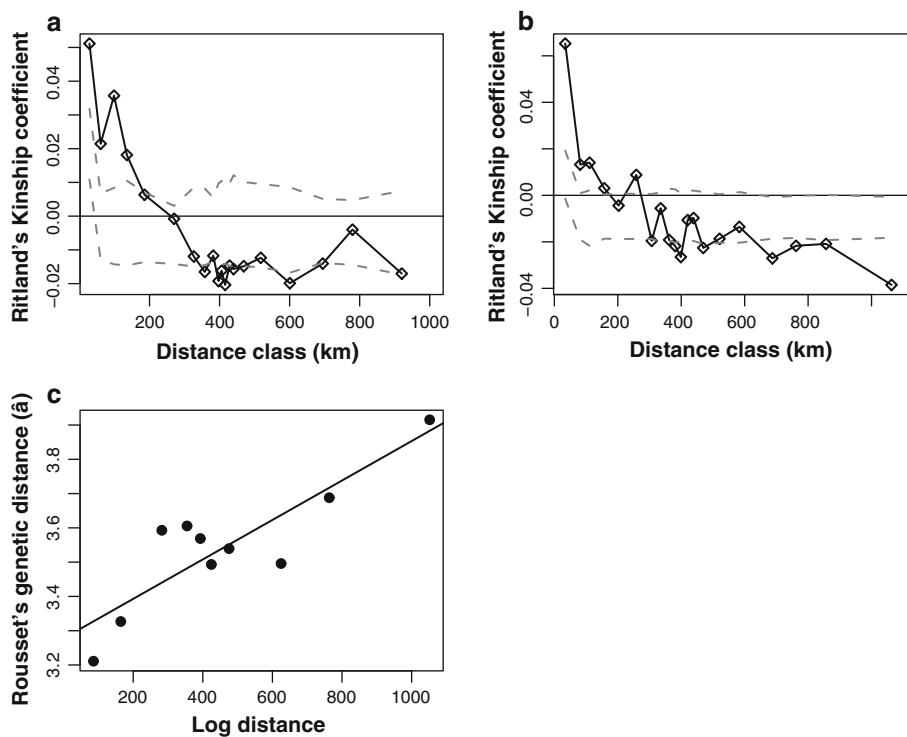 a
Ritland's Kinship coefficient
0.04
0.02
0.00
−0.02
200
400
600
800
1000
Distance class (km)
b
Ritland's Kinship coefficient
0.04
0.00
−0.04
0
200
400
600
800
Distance class (km)
c
Rousset's genetic distance (â)
3.8
3.6
3.4
3.2
200
400
600
800
1000
Log distance